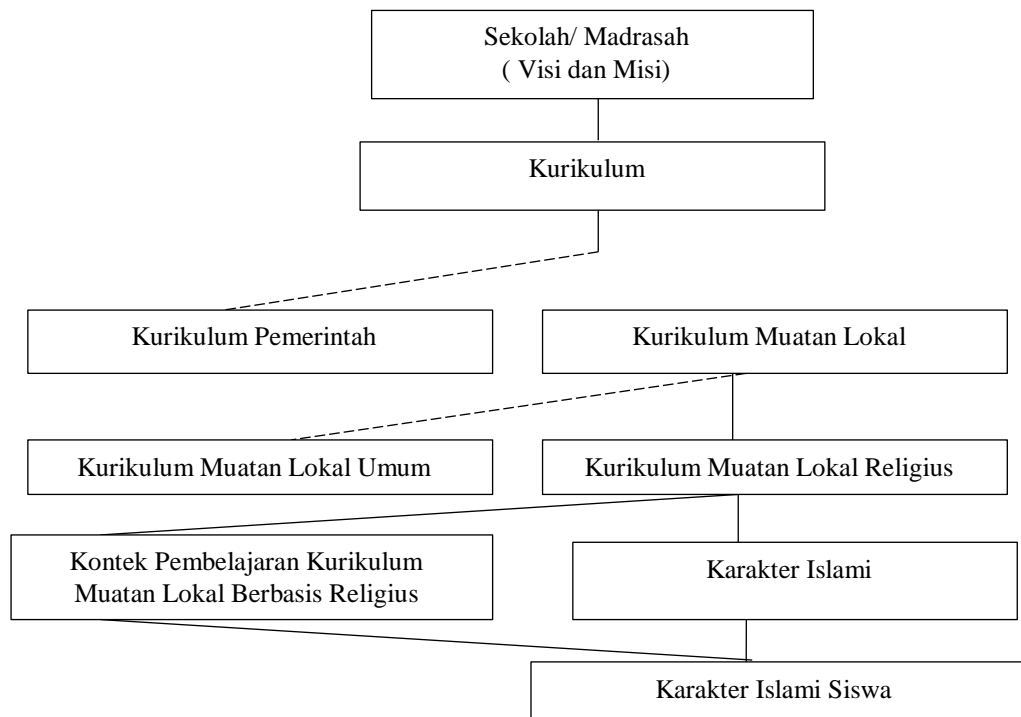 Sekolah/ Madrasah
( Visi dan Misi)
Kurikulum
Kurikulum Pemerintah
Kurikulum Muatan Lokal
Kurikulum Muatan Lokal Umum
Kurikulum Muatan Lokal Religius
Kontek Pembelajaran Kurikulum
Muatan Lokal Berbasis Religius
Karakter Islami
Karakter Islami Siswa